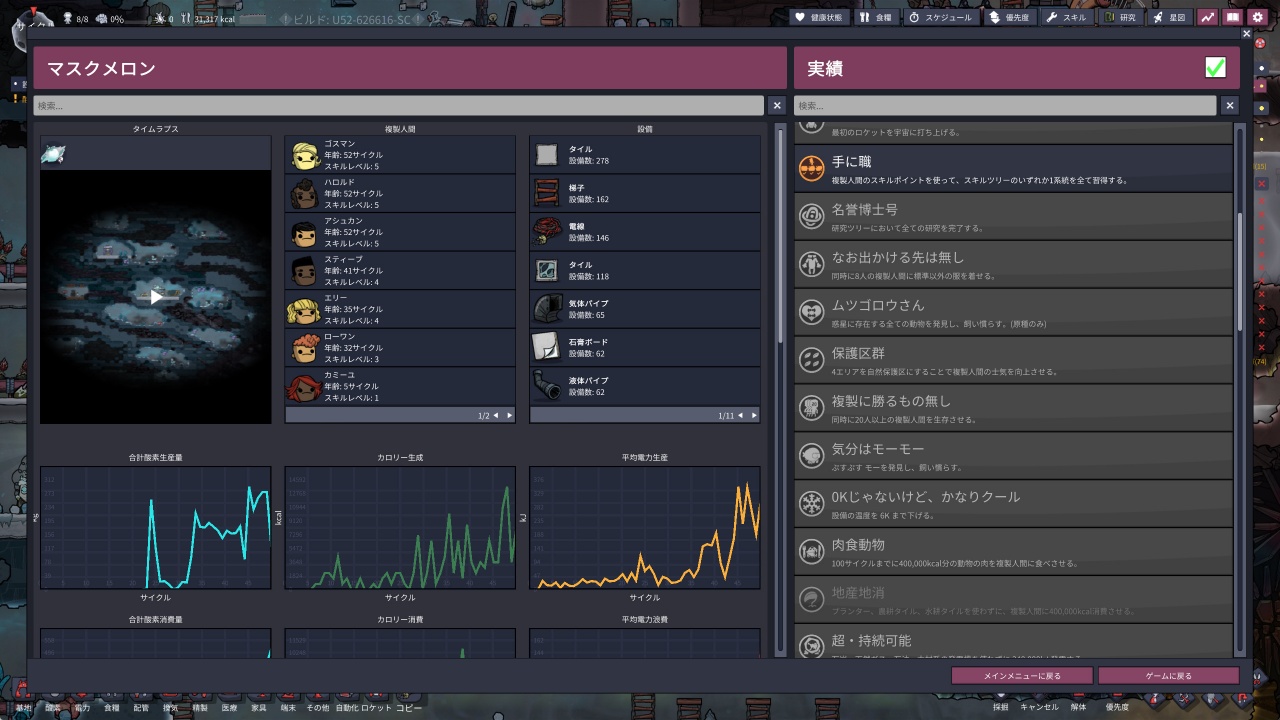 サイクル
8/8
0%
0
31,317 kcal
ビルド: U52-626616-SC
健康状態
食糧
スケジュール
優先度
スキル
研究
星図
マスクメロン
検索...
タイムラプス
複製人間
ゴスマン
年齢: 52サイクル
スキルレベル: 5
ハロルド
年齢: 52サイクル
スキルレベル: 5
アシュカン
年齢: 52サイクル
スキルレベル: 5
スティーブ
年齢: 41サイクル
スキルレベル: 4
エリー
年齢: 35サイクル
スキルレベル: 4
ローワン
年齢: 32サイクル
スキルレベル: 3
カミーユ
年齢: 5サイクル
スキルレベル: 1
1/2
設備
タイル
設備数: 278
梯子
設備数: 162
電線
設備数: 146
タイル
設備数: 118
気体パイプ
設備数: 65
石膏ボード
設備数: 62
液体パイプ
設備数: 62
1/11
合計酸素生産量
サイクル
カロリー生成
kcal
サイクル
平均電力生産
kJ
サイクル
合計酸素消費量
カロリー消費
平均電力浪費
実績
検索...
最初のロケットを宇宙に打ち上げる。
手に職
複製人間のスキルポイントを使って、スキルツリーのいずれか1系統を全て習得する。
名誉博士号
研究ツリーにおいて全ての研究を完了する。
なお出かける先は無し
同時に8人の複製人間に標準以外の服を着せる。
ムツゴロウさん
惑星に存在する全ての動物を発見し、飼い慣らす。(原種のみ)
保護区群
4エリアを自然保護区にすることで複製人間の士気を向上させる。
複製に勝るもの無し
同時に20人以上の複製人間を生存させる。
気分はモーモー
ぷすぷす モーを発見し、飼い慣らす。
0Kじゃないけど、かなりクール
設備の温度を 6K まで下げる。
肉食動物
100サイクルまでに400,000kcal分の動物の肉を複製人間に食べさせる。
地産地消
プランター、農耕タイル、水耕タイルを使わずに、複製人間に400,000kcal消費させる。
超・持続可能
メインメニューに戻る
ゲームに戻る
基地
酸素
電力
食糧
配管
換気
精製
医療
家具
端末
その他
自動化
ロケット
コピー
採掘
キャンセル
解体
優先度